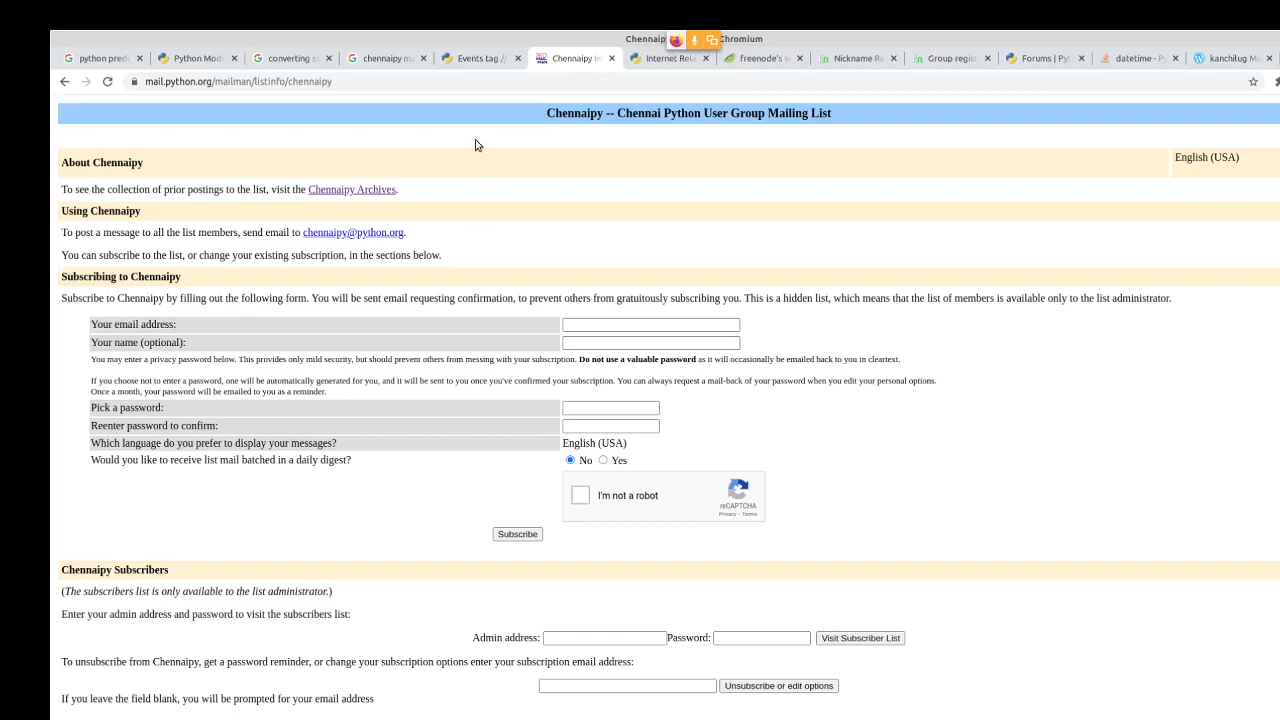 Chennaip
Chromium
python pred
Python Mod
converting s
chennaipy ma
Events tag //
Chennaipy In
Internet Rela
freenode's w
Nickname Re
Group regist
Forums | Py
datetime - P
kanchilug M
mail.python.org/mailman/listinfo/chennaipy
Chennaipy -- Chennai Python User Group Mailing List
About Chennaipy
English (USA)
To see the collection of prior postings to the list, visit the Chennaipy Archives.
Using Chennaipy
To post a message to all the list members, send email to chennaipy@python.org.
You can subscribe to the list, or change your existing subscription, in the sections below.
Subscribing to Chennaipy
Subscribe to Chennaipy by filling out the following form. You will be sent email requesting confirmation, to prevent others from gratuitously subscribing you. This is a hidden list, which means that the list of members is available only to the list administrator.
Your email address:
Your name (optional):
You may enter a privacy password below. This provides only mild security, but should prevent others from messing with your subscription. Do not use a valuable password as it will occasionally be emailed back to you in cleartext.
If you choose not to enter a password, one will be automatically generated for you, and it will be sent to you once you've confirmed your subscription. You can always request a mail-back of your password when you edit your personal options.
Once a month, your password will be emailed to you as a reminder.
Pick a password:
Reenter password to confirm:
Which language do you prefer to display your messages? English (USA)
Would you like to receive list mail batched in a daily digest? No Yes
I'm not a robot
reCAPTCHA
Privacy - Terms
Subscribe
Chennaipy Subscribers
(The subscribers list is only available to the list administrator.)
Enter your admin address and password to visit the subscribers list:
Admin address: Password: Visit Subscriber List
To unsubscribe from Chennaipy, get a password reminder, or change your subscription options enter your subscription email address:
Unsubscribe or edit options
If you leave the field blank, you will be prompted for your email address